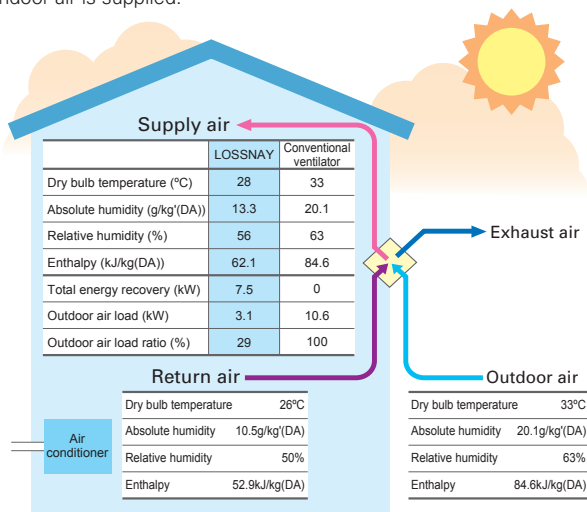 ndoor air is supplied.
Supply air
LOSSNAY Conventional ventilator
Dry bulb temperature (ºC) 28 33
Absolute humidity (g/kg'(DA)) 13.3 20.1
Relative humidity (%) 56 63
Enthalpy (kJ/kg(DA)) 62.1 84.6
Total energy recovery (kW) 7.5 0
Outdoor air load (kW) 3.1 10.6
Outdoor air load ratio (%) 29 100
Exhaust air
Return air
Dry bulb temperature 26ºC
Absolute humidity 10.5g/kg'(DA)
Relative humidity 50%
Enthalpy 52.9kJ/kg(DA)
Air
conditioner
Outdoor air
Dry bulb temperature 33ºC
Absolute humidity 20.1g/kg'(DA)
Relative humidity 63%
Enthalpy 84.6kJ/kg(DA)